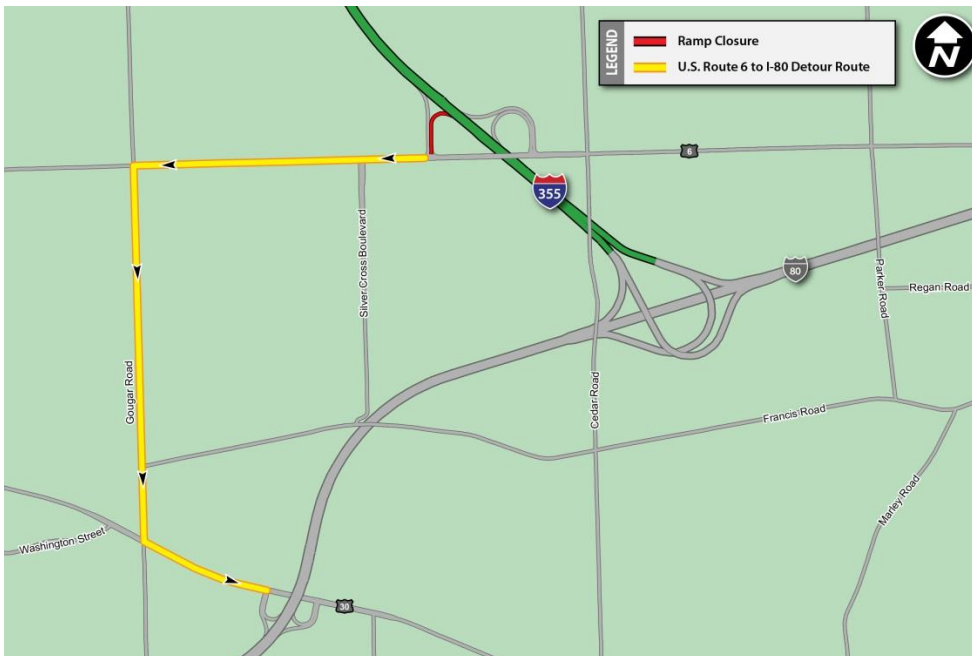 LEGEND
Ramp Closure
U.S. Route 6 to I-80 Detour Route
N
6
355
80
Silver Cross Boulevard
Parker Road
Regan Road
Gougar Road
Cedar Road
Francis Road
Marley Road
Washington Street
30